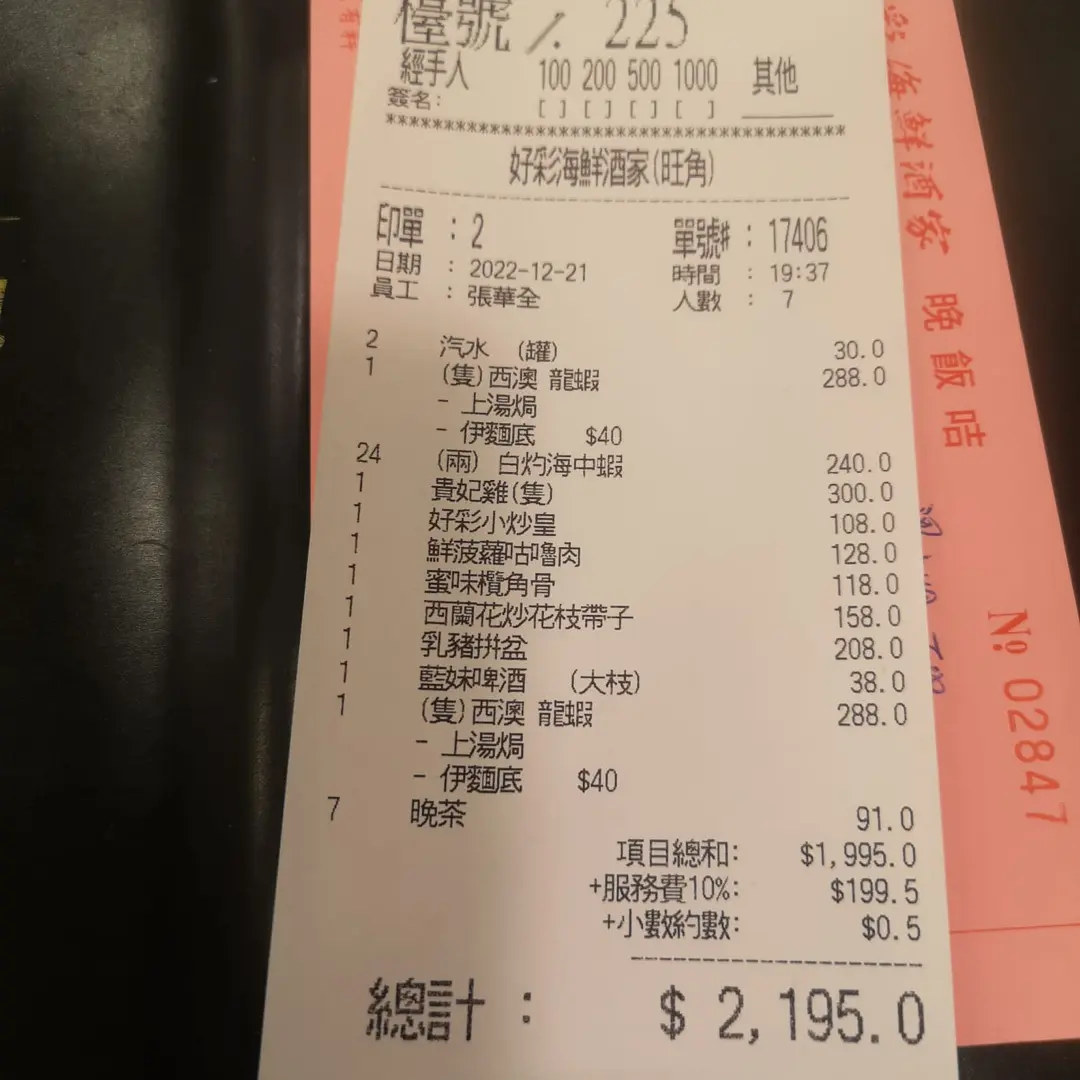 檯號 / 225
經手人 100 200 500 1000 其他
簽名: [ ] [ ] [ ] [ ]
************************************************
好彩海鮮酒家(旺角)
印單 : 2 單號# : 17406
日期 : 2022-12-21 時間 : 19:37
員工 : 張華全 人數 : 7
2 汽水 (罐) 30.0
1 (隻)西澳 龍蝦 288.0
- 上湯焗
- 伊麵底 $40
24 (兩) 白灼海中蝦 240.0
1 貴妃雞(隻) 300.0
1 好彩小炒皇 108.0
1 鮮菠蘿咕嚕肉 128.0
1 蜜味欖角骨 118.0
1 西蘭花炒花枝帶子 158.0
1 乳豬拼盆 208.0
1 藍妹啤酒 (大枝) 38.0
1 (隻)西澳 龍蝦 288.0
- 上湯焗
- 伊麵底 $40
7 晚茶 91.0
項目總和: $1,995.0
+服務費10%: $199.5
+小數約數: $0.5
總計 : $ 2,195.0
彩海鮮酒家 晚飯咭
№ 02847